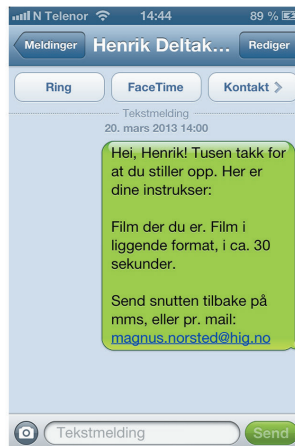 N Telenor 14:44 89 %
Meldinger Henrik Deltak... Rediger
Ring FaceTime Kontakt
Tekstmelding
20. mars 2013 14:00
Hei, Henrik! Tusen takk for
at du stiller opp. Her er
dine instrukser:
Film der du er. Film i
liggende format, i ca. 30
sekunder.
Send snutten tilbake på
mms, eller pr. mail:
magnus.norsted@hig.no
Tekstmelding Send